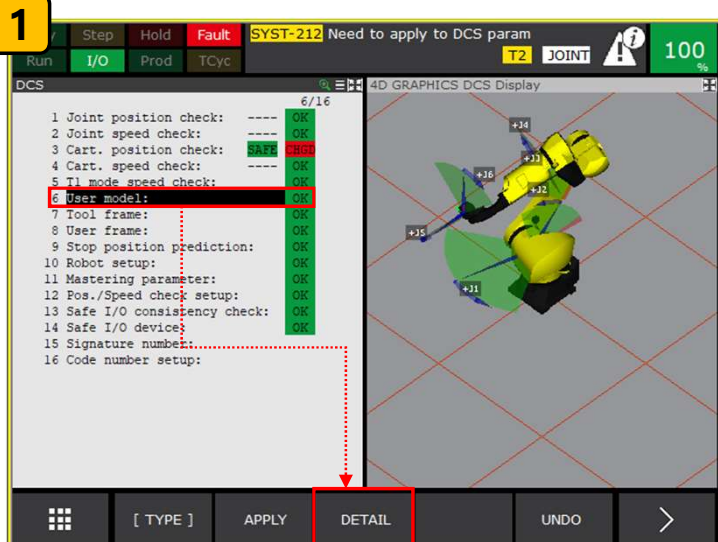 1
Step Hold Fault SYST-212 Need to apply to DCS param
Run I/O Prod TCyc T2 JOINT 100 %
DCS 4D GRAPHICS DCS Display
6/16
1 Joint position check: ---- OK
2 Joint speed check: ---- OK
3 Cart. position check: SAFE CHGD
4 Cart. speed check: ---- OK
5 T1 mode speed check: OK
6 User model: OK
7 Tool frame: OK
8 User frame: OK
9 Stop position prediction: OK
10 Robot setup: OK
11 Mastering parameter: OK
12 Pos./Speed check setup: OK
13 Safe I/O consistency check: OK
14 Safe I/O device: OK
15 Signature number:
16 Code number setup:
+J4
+J3
+J6
+J2
+J5
+J1
[ TYPE ] APPLY DETAIL UNDO >